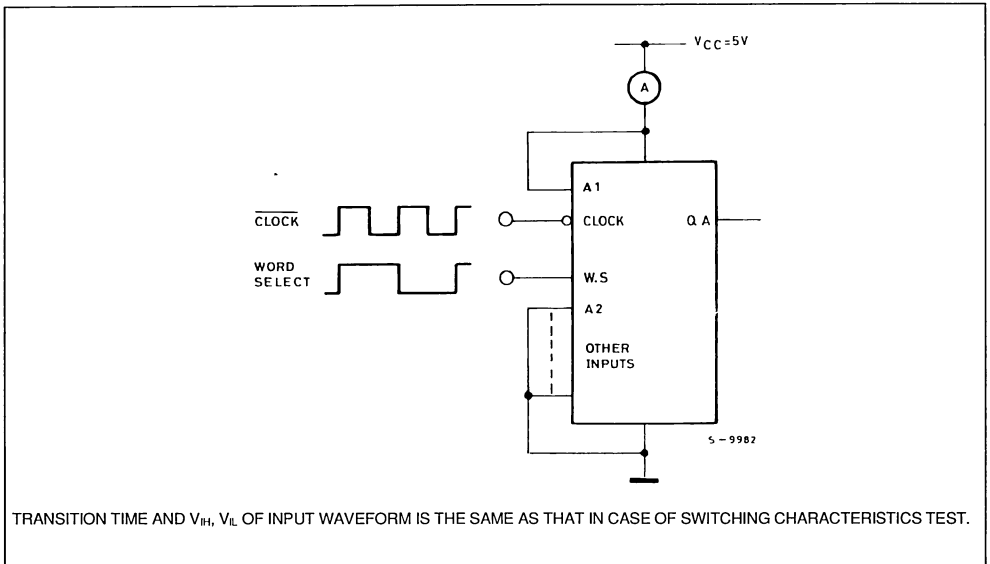 VCC=5V
A
A1
CLOCK
CLOCK
QA
WORD
SELECT
W.S
A2
OTHER
INPUTS
S-9982
TRANSITION TIME AND VIH, VIL OF INPUT WAVEFORM IS THE SAME AS THAT IN CASE OF SWITCHING CHARACTERISTICS TEST.